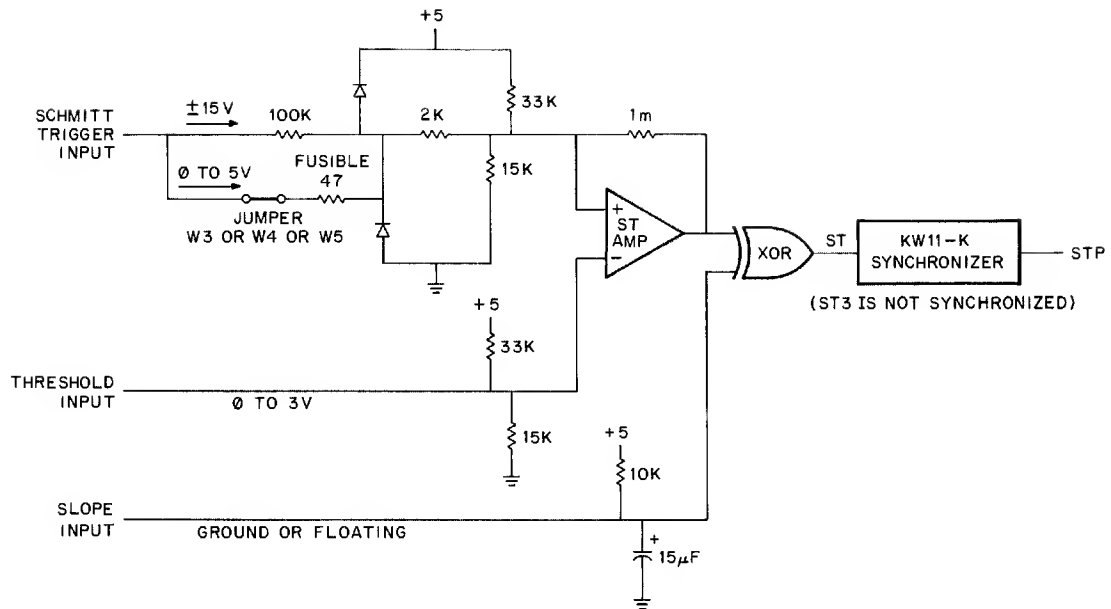 +5
±15V
SCHMITT
TRIGGER
INPUT
100K
2K
33K
1m
Ø TO 5V
FUSIBLE
47
15K
JUMPER
W3 OR W4 OR W5
+
ST
AMP
−
XOR
ST
KW11-K
SYNCHRONIZER
STP
(ST3 IS NOT SYNCHRONIZED)
+5
33K
THRESHOLD
INPUT
Ø TO 3V
15K
+5
10K
SLOPE
INPUT
GROUND OR FLOATING
+
15µF